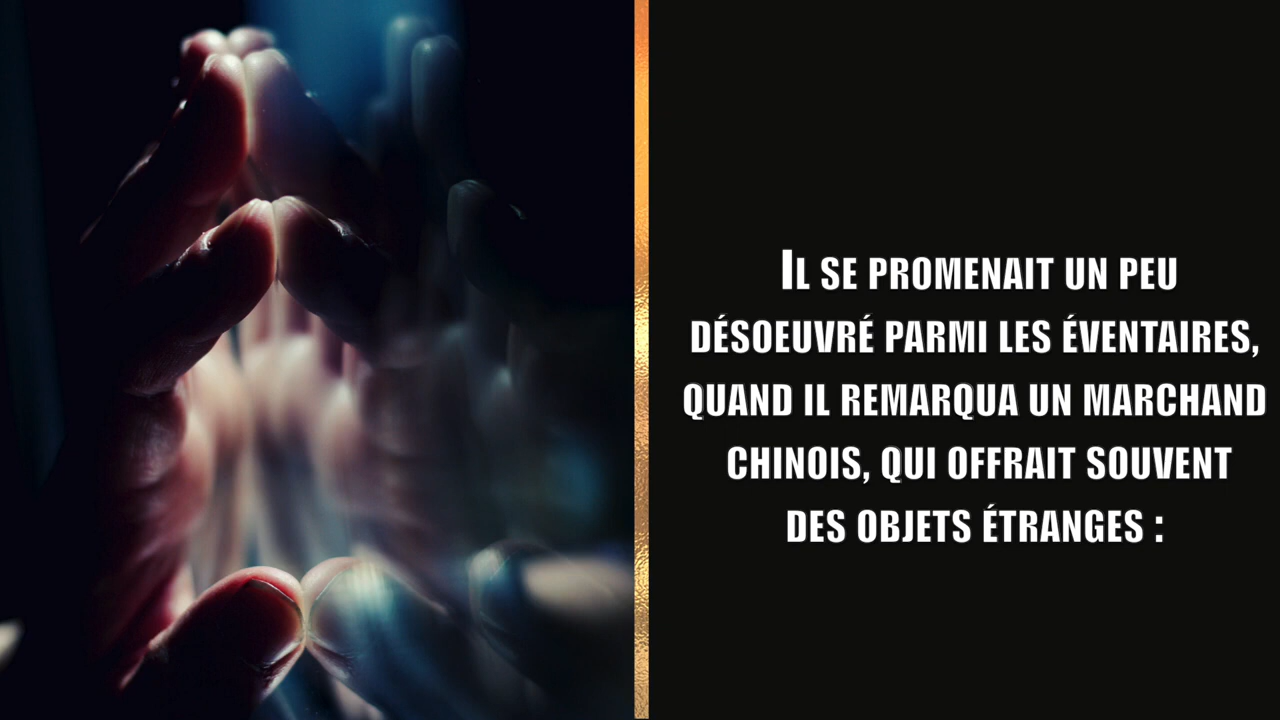 Il se promenait un peu
désoeuvré parmi les éventaires,
quand il remarqua un marchand
chinois, qui offrait souvent
des objets étranges :